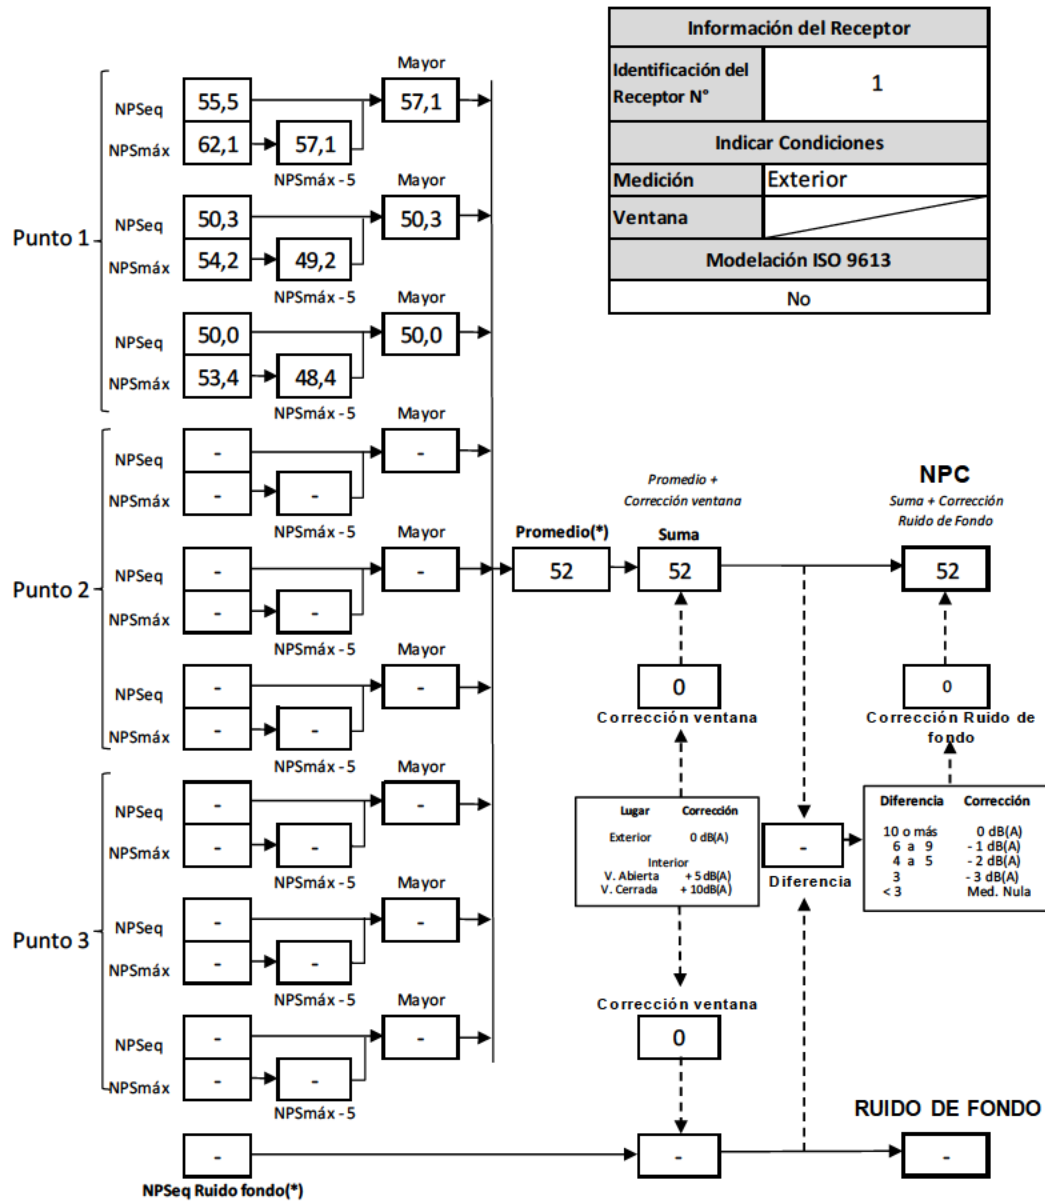 Información del Receptor
Identificación del
Receptor N°
1
Indicar Condiciones
Medición Exterior
Ventana
Modelación ISO 9613
No
Punto 1
Mayor
NPSeq 55,5 57,1
NPSmáx 62,1 57,1
NPSmáx - 5
Mayor
NPSeq 50,3 50,3
NPSmáx 54,2 49,2
NPSmáx - 5
Mayor
NPSeq 50,0 50,0
NPSmáx 53,4 48,4
NPSmáx - 5
Punto 2
Mayor
NPSeq - -
NPSmáx - -
NPSmáx - 5
Mayor
NPSeq - -
NPSmáx - -
NPSmáx - 5
Mayor
NPSeq - -
NPSmáx - -
NPSmáx - 5
Punto 3
Mayor
NPSeq - -
NPSmáx - -
NPSmáx - 5
Mayor
NPSeq - -
NPSmáx - -
NPSmáx - 5
Mayor
NPSeq - -
NPSmáx - -
NPSmáx - 5
-
NPSeq Ruido fondo(*)
Promedio(*)
52
Promedio +
Corrección ventana
Suma
52
0
Corrección ventana
Lugar Corrección
Exterior 0 dB(A)
Interior
V. Abierta + 5 dB(A)
V. Cerrada + 10dB(A)
Corrección ventana
0
-
NPC
Suma + Corrección
Ruido de Fondo
52
0
Corrección Ruido de
fondo
-
Diferencia
Diferencia Corrección
10 o más 0 dB(A)
6 a 9 - 1 dB(A)
4 a 5 - 2 dB(A)
3 - 3 dB(A)
< 3 Med. Nula
RUIDO DE FONDO
-